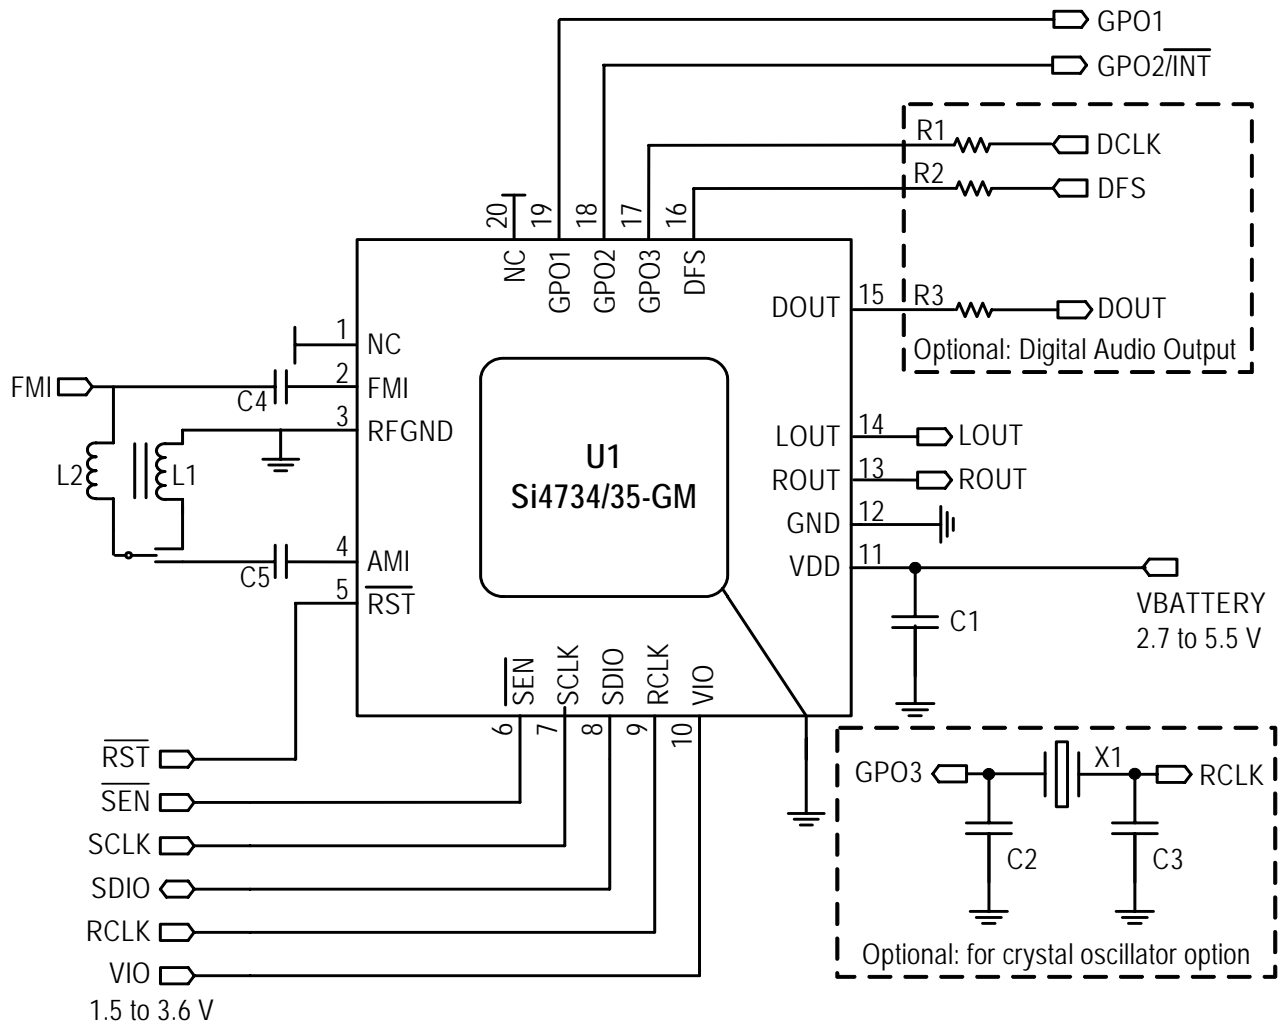 GPO1
GPO2/INT
R1
DCLK
R2
DFS
20
19
18
17
16
NC
GPO1
GPO2
GPO3
DFS
DOUT
15
R3
DOUT
Optional: Digital Audio Output
1
NC
FMI
C4
2
FMI
3
RFGND
L2
L1
U1
Si4734/35-GM
LOUT
14
LOUT
ROUT
13
ROUT
GND
12
VDD
11
C5
4
AMI
5
RST
C1
VBATTERY
2.7 to 5.5 V
SEN
SCLK
SDIO
RCLK
VIO
6
7
8
9
10
RST
SEN
SCLK
SDIO
RCLK
VIO
1.5 to 3.6 V
GPO3
X1
RCLK
C2
C3
Optional: for crystal oscillator option